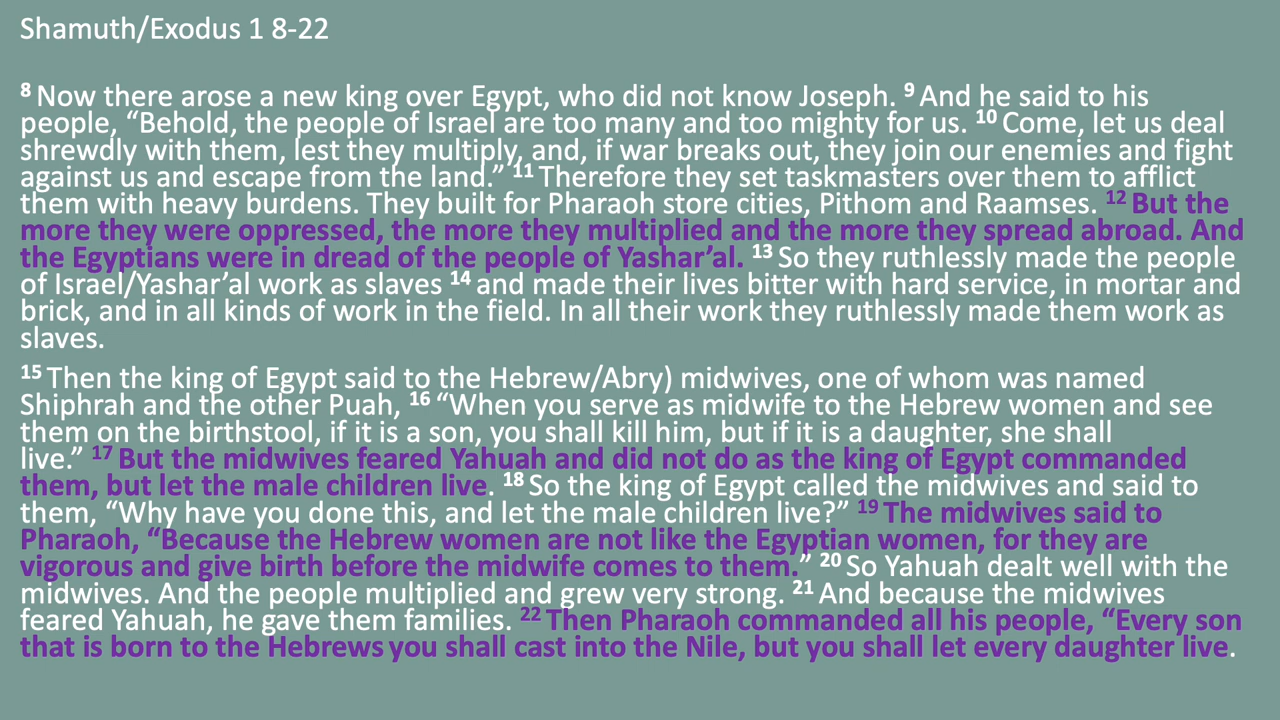 Shamuth/Exodus 1 8-22
8 Now there arose a new king over Egypt, who did not know Joseph. 9 And he said to his
people, “Behold, the people of Israel are too many and too mighty for us. 10 Come, let us deal
shrewdly with them, lest they multiply, and, if war breaks out, they join our enemies and fight
against us and escape from the land.” 11 Therefore they set taskmasters over them to afflict
them with heavy burdens. They built for Pharaoh store cities, Pithom and Raamses. 12 But the
more they were oppressed, the more they multiplied and the more they spread abroad. And
the Egyptians were in dread of the people of Yashar’al. 13 So they ruthlessly made the people
of Israel/Yashar’al work as slaves 14 and made their lives bitter with hard service, in mortar and
brick, and in all kinds of work in the field. In all their work they ruthlessly made them work as
slaves.
15 Then the king of Egypt said to the Hebrew/Abry) midwives, one of whom was named
Shiphrah and the other Puah, 16 “When you serve as midwife to the Hebrew women and see
them on the birthstool, if it is a son, you shall kill him, but if it is a daughter, she shall
live.” 17 But the midwives feared Yahuah and did not do as the king of Egypt commanded
them, but let the male children live. 18 So the king of Egypt called the midwives and said to
them, “Why have you done this, and let the male children live?” 19 The midwives said to
Pharaoh, “Because the Hebrew women are not like the Egyptian women, for they are
vigorous and give birth before the midwife comes to them.” 20 So Yahuah dealt well with the
midwives. And the people multiplied and grew very strong. 21 And because the midwives
feared Yahuah, he gave them families. 22 Then Pharaoh commanded all his people, “Every son
that is born to the Hebrews you shall cast into the Nile, but you shall let every daughter live.